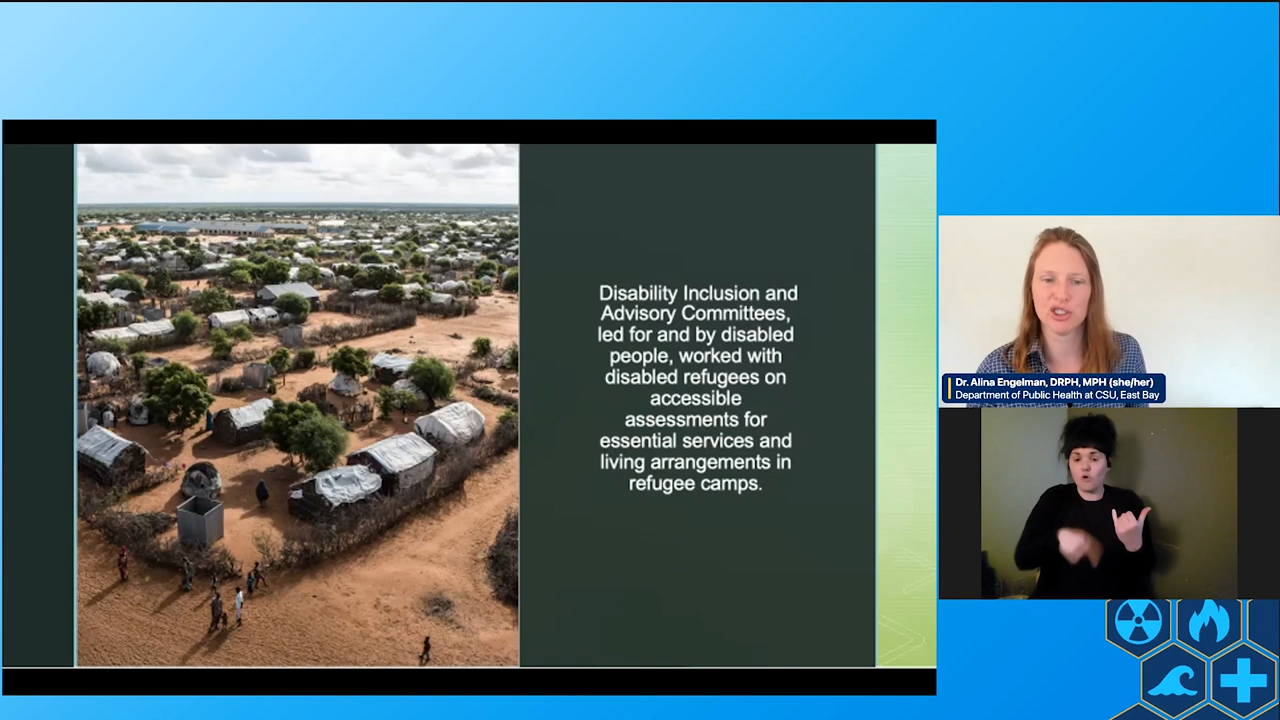 Disability Inclusion and
Advisory Committees,
led for and by disabled
people, worked with
disabled refugees on
accessible
assessments for
essential services and
living arrangements in
refugee camps.
Dr. Alina Engelman, DRPH, MPH (she/her)
Department of Public Health at CSU, East Bay